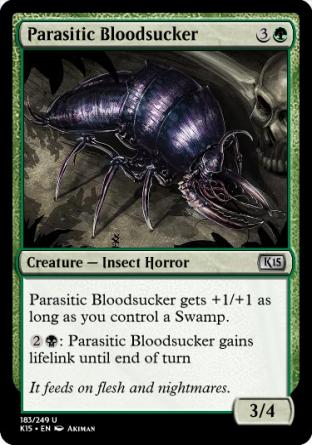 Parasitic Bloodsucker 3
Creature — Insect Horror K15
Parasitic Bloodsucker gets +1/+1 as
long as you control a Swamp.
2: Parasitic Bloodsucker gains
lifelink until end of turn
It feeds on flesh and nightmares.
3/4
183/249 U
K15 • EN AKIMAN